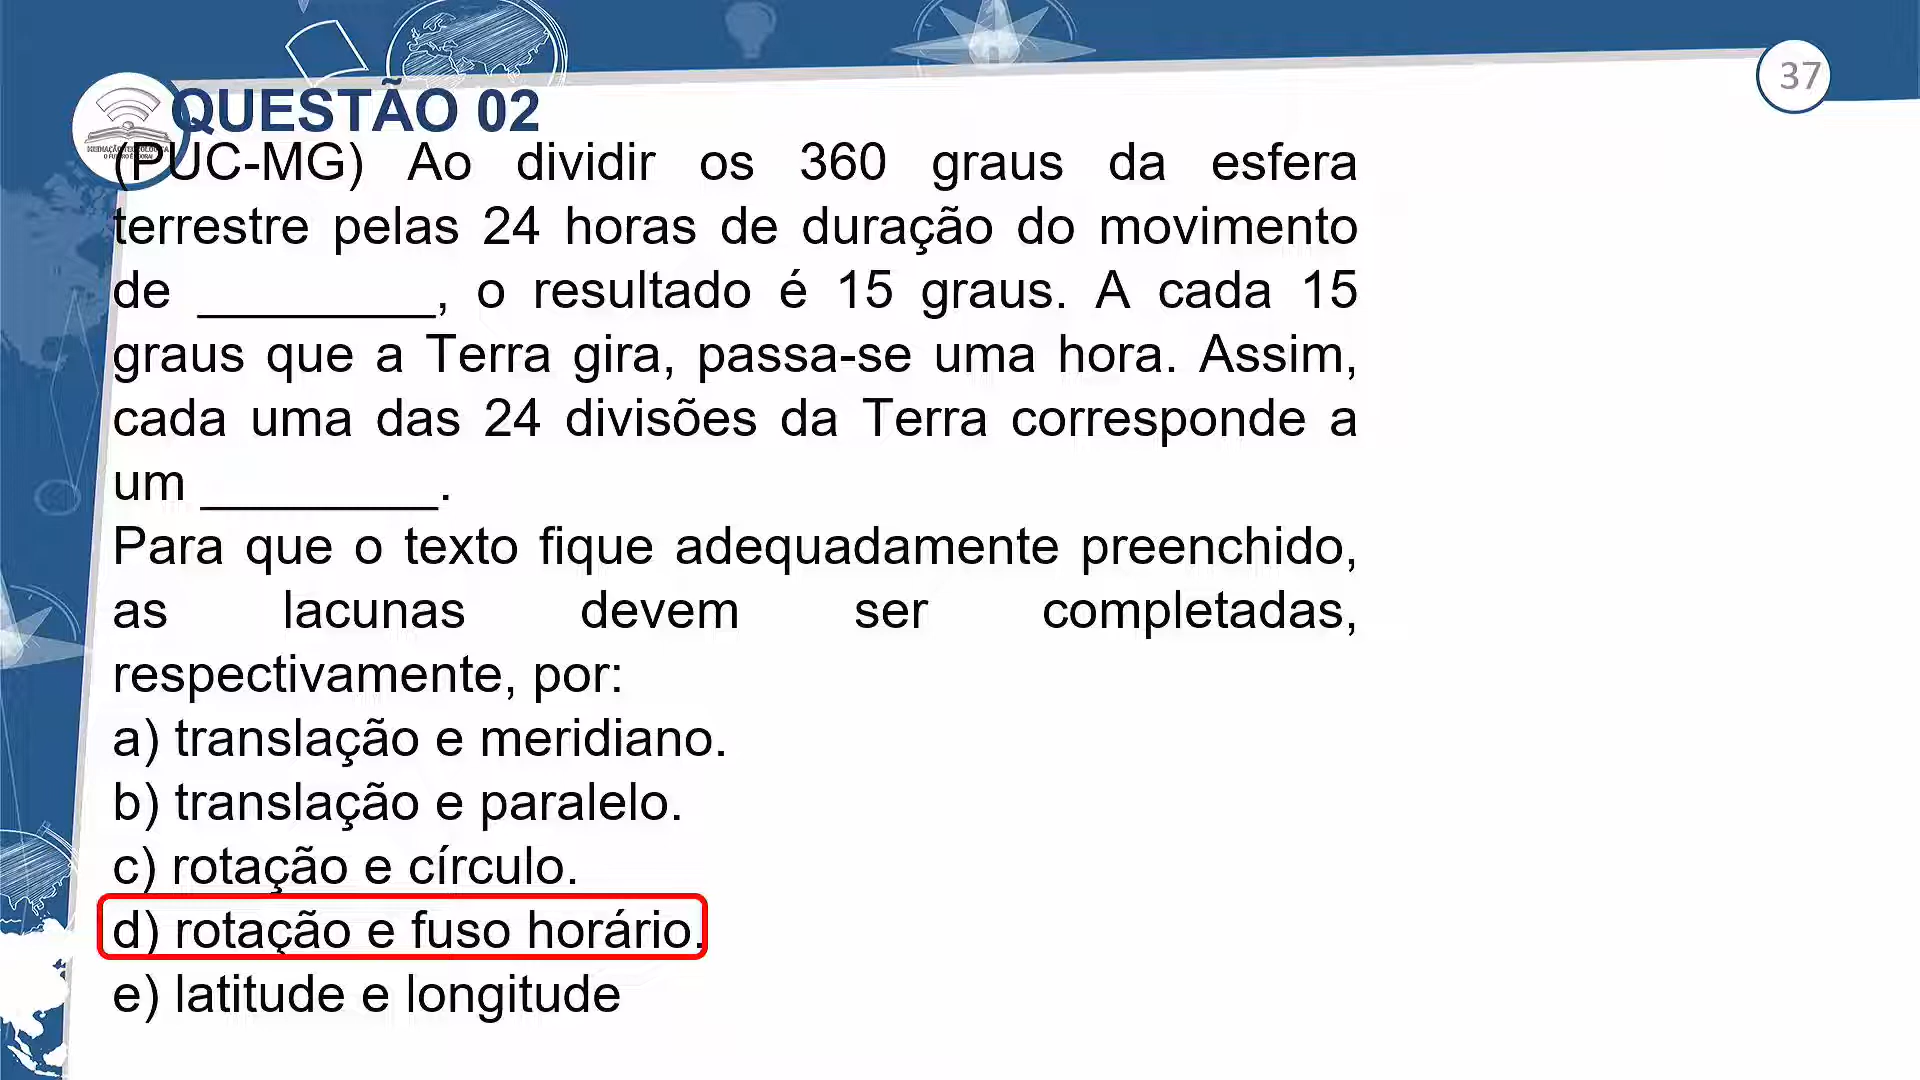 37
QUESTÃO 02
(PUC-MG) Ao dividir os 360 graus da esfera
terrestre pelas 24 horas de duração do movimento
de ________, o resultado é 15 graus. A cada 15
graus que a Terra gira, passa-se uma hora. Assim,
cada uma das 24 divisões da Terra corresponde a
um ________.
Para que o texto fique adequadamente preenchido,
as lacunas devem ser completadas,
respectivamente, por:
a) translação e meridiano.
b) translação e paralelo.
c) rotação e círculo.
d) rotação e fuso horário.
e) latitude e longitude